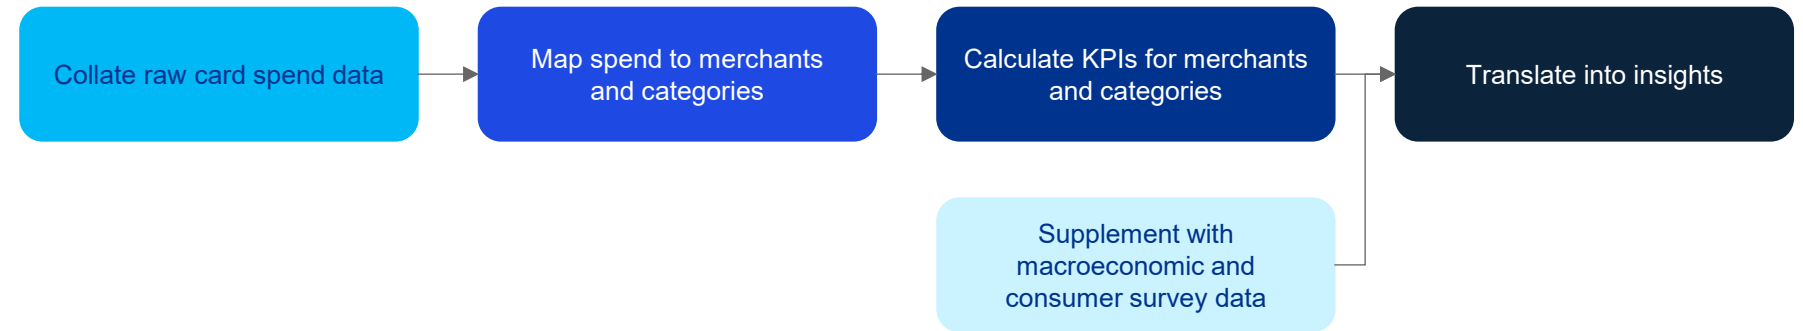 Collate raw card spend data
Map spend to merchants
and categories
Calculate KPIs for merchants
and categories
Translate into insights
Supplement with
macroeconomic and
consumer survey data